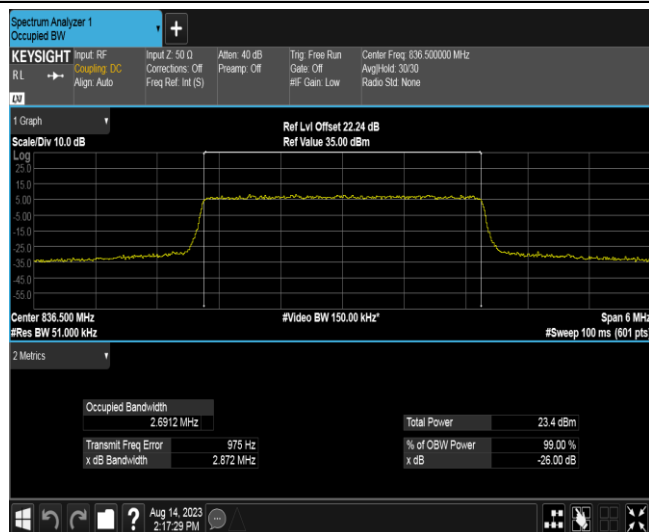 Spectrum Analyzer 1
Occupied BW
+
KEYSIGHT Input: RF Input Z: 50 Ω Atten: 40 dB Trig: Free Run Center Freq: 836.500000 MHz
RL Coupling: DC Corrections: Off Preamp: Off Gate: Off Avg|Hold: 30/30
Align: Auto Freq Ref: Int (S) #IF Gain: Low Radio Std: None
LXI
1 Graph
Ref Lvl Offset 22.24 dB
Scale/Div 10.0 dB Ref Value 35.00 dBm
Log
25.0
15.0
5.00
-5.00
-15.0
-25.0
-35.0
-45.0
-55.0
Center 836.500 MHz #Video BW 150.00 kHz* Span 6 MHz
#Res BW 51.000 kHz #Sweep 100 ms (601 pts)
2 Metrics
Occupied Bandwidth
2.6912 MHz Total Power 23.4 dBm
Transmit Freq Error 975 Hz % of OBW Power 99.00 %
x dB Bandwidth 2.872 MHz x dB -26.00 dB
? Aug 14, 2023
2:17:29 PM